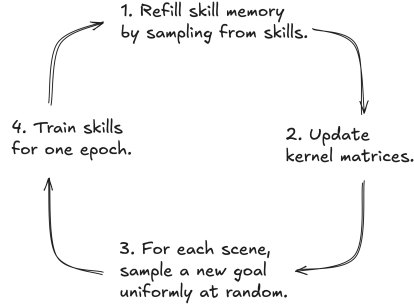 1. Refill skill memory
by sampling from skills.
2. Update
kernel matrices.
3. For each scene,
sample a new goal
uniformly at random.
4. Train skills
for one epoch.